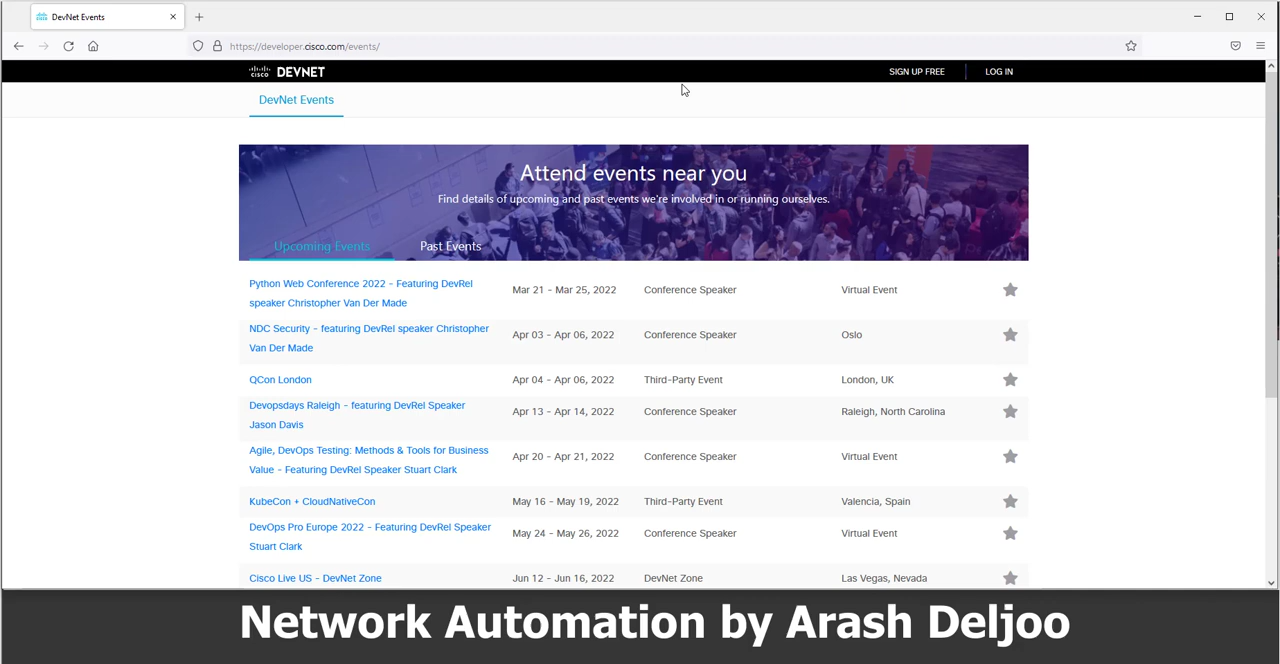 DevNet Events
https://developer.cisco.com/events/
CISCO DEVNET
SIGN UP FREE
LOG IN
DevNet Events
Attend events near you
Find details of upcoming and past events we're involved in or running ourselves.
Upcoming Events
Past Events
Python Web Conference 2022 - Featuring DevRel
speaker Christopher Van Der Made
Mar 21 - Mar 25, 2022
Conference Speaker
Virtual Event
NDC Security - featuring DevRel speaker Christopher
Van Der Made
Apr 03 - Apr 06, 2022
Conference Speaker
Oslo
QCon London
Apr 04 - Apr 06, 2022
Third-Party Event
London, UK
Devopsdays Raleigh - featuring DevRel Speaker
Jason Davis
Apr 13 - Apr 14, 2022
Conference Speaker
Raleigh, North Carolina
Agile, DevOps Testing: Methods & Tools for Business
Value - Featuring DevRel Speaker Stuart Clark
Apr 20 - Apr 21, 2022
Conference Speaker
Virtual Event
KubeCon + CloudNativeCon
May 16 - May 19, 2022
Third-Party Event
Valencia, Spain
DevOps Pro Europe 2022 - Featuring DevRel Speaker
Stuart Clark
May 24 - May 26, 2022
Conference Speaker
Virtual Event
Cisco Live US - DevNet Zone
Jun 12 - Jun 16, 2022
DevNet Zone
Las Vegas, Nevada
Network Automation by Arash Deljoo